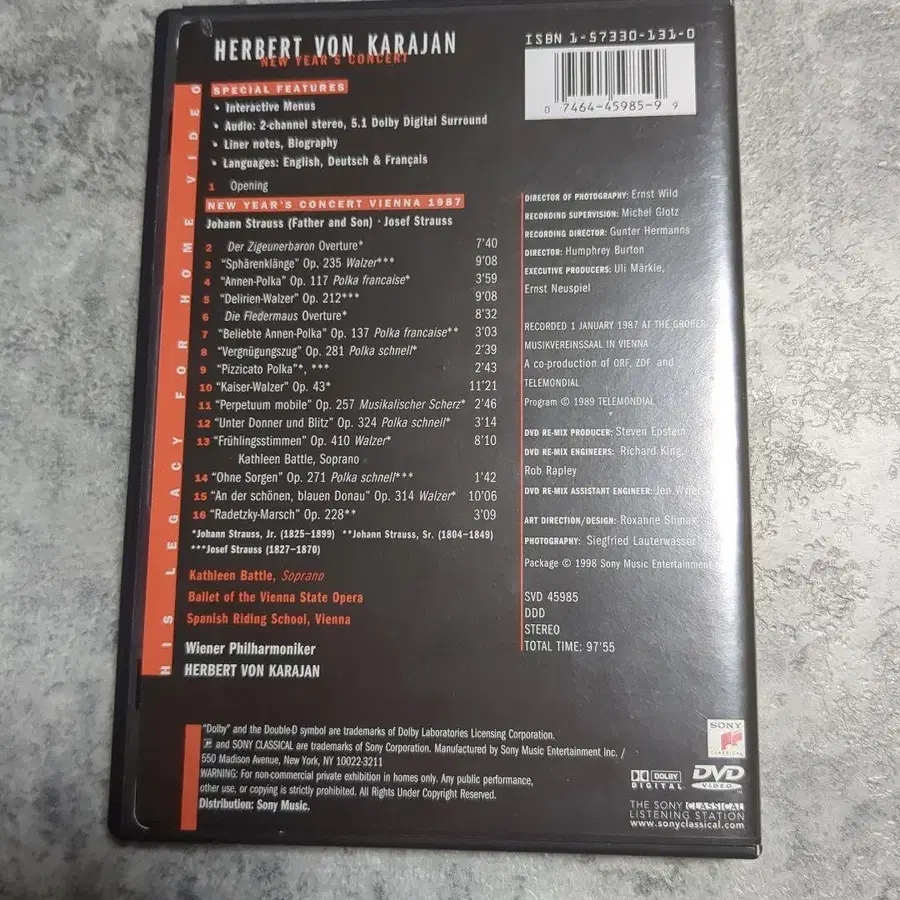 HERBERT VON KARAJAN
NEW YEAR'S CONCERT
ISBN 1-57330-131-0
0 7464-45985-9 9
HIS LEGACY FOR HOME VIDEO
SPECIAL FEATURES
• Interactive Menus
• Audio: 2-channel stereo, 5.1 Dolby Digital Surround
• Liner notes, Biography
• Languages: English, Deutsch & Français
1 Opening
NEW YEAR'S CONCERT VIENNA 1987
Johann Strauss (Father and Son) · Josef Strauss
2 Der Zigeunerbaron Overture* 7'40
3 "Sphärenklänge" Op. 235 Walzer*** 9'08
4 "Annen-Polka" Op. 117 Polka francaise* 3'59
5 "Delirien-Walzer" Op. 212*** 9'08
6 Die Fledermaus Overture* 8'32
7 "Beliebte Annen-Polka" Op. 137 Polka francaise** 3'03
8 "Vergnügungszug" Op. 281 Polka schnell* 2'39
9 "Pizzicato Polka"*, *** 2'43
10 "Kaiser-Walzer" Op. 43* 11'21
11 "Perpetuum mobile" Op. 257 Musikalischer Scherz* 2'46
12 "Unter Donner und Blitz" Op. 324 Polka schnell* 3'14
13 "Frühlingsstimmen" Op. 410 Walzer* 8'10
Kathleen Battle, Soprano
14 "Ohne Sorgen" Op. 271 Polka schnell*** 1'42
15 "An der schönen, blauen Donau" Op. 314 Walzer* 10'06
16 "Radetzky-Marsch" Op. 228** 3'09
*Johann Strauss, Jr. (1825–1899) **Johann Strauss, Sr. (1804–1849)
***Josef Strauss (1827–1870)
Kathleen Battle, Soprano
Ballet of the Vienna State Opera
Spanish Riding School, Vienna
Wiener Philharmoniker
HERBERT VON KARAJAN
DIRECTOR OF PHOTOGRAPHY: Ernst Wild
RECORDING SUPERVISION: Michel Glotz
RECORDING DIRECTOR: Gunter Hermanns
DIRECTOR: Humphrey Burton
EXECUTIVE PRODUCERS: Uli Märkle,
Ernst Neuspiel
RECORDED 1 JANUARY 1987 AT THE GROßER
MUSIKVEREINSSAAL IN VIENNA
A co-production of ORF, ZDF and
TELEMONDIAL
Program © 1989 TELEMONDIAL
*
DVD RE-MIX PRODUCER: Steven Epstein
DVD RE-MIX ENGINEERS: Richard King,
Rob Rapley
DVD RE-MIX ASSISTANT ENGINEER: Jen Wyler
ART DIRECTION/DESIGN: Roxanne Slimak
PHOTOGRAPHY: Siegfried Lauterwasser
Package © 1998 Sony Music Entertainment
SVD 45985
DDD
STEREO
TOTAL TIME: 97'55
"Dolby" and the Double-D symbol are trademarks of Dolby Laboratories Licensing Corporation.
and SONY CLASSICAL are trademarks of Sony Corporation. Manufactured by Sony Music Entertainment Inc. /
550 Madison Avenue, New York, NY 10022-3211
WARNING: For non-commercial private exhibition in homes only. Any public performance,
other use, or copying is strictly prohibited. All Rights Under Copyright Reserved.
Distribution: Sony Music.
SONY
CLASSICAL
DOLBY
DIGITAL
DVD
VIDEO
THE SONY CLASSICAL
LISTENING STATION
www.sonyclassical.com